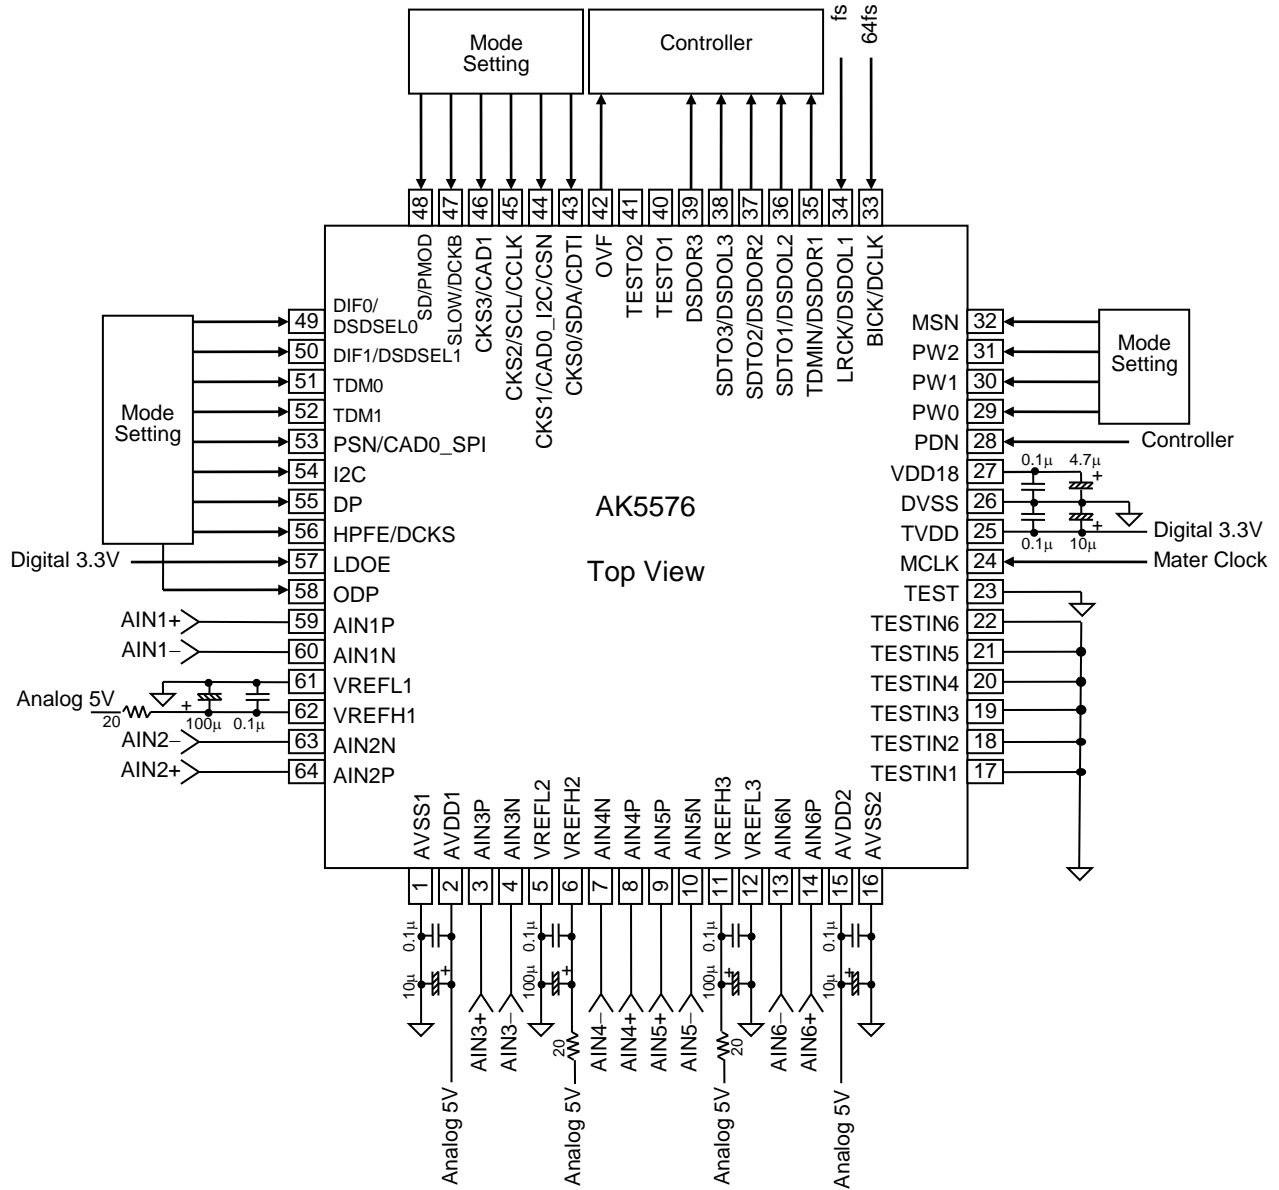 Mode
Setting
Controller
fs
64fs
48
47
46
45
44
43
42
41
40
39
38
37
36
35
34
33
SD/PMOD
SLOW/DCKB
CKS3/CAD1
CKS2/SCL/CCLK
CKS1/CAD0_I2C/CSN
CKS0/SDA/CDTI
OVF
TESTO2
TESTO1
DSDOR3
SDTO3/DSDOL3
SDTO2/DSDOR2
SDTO1/DSDOL2
TDMIN/DSDOR1
LRCK/DSDOL1
BICK/DCLK
Mode
Setting
49 DIF0/
DSDSEL0
50 DIF1/DSDSEL1
51 TDM0
52 TDM1
53 PSN/CAD0_SPI
54 I2C
55 DP
56 HPFE/DCKS
Digital 3.3V 57 LDOE
58 ODP
AIN1+ 59 AIN1P
AIN1− 60 AIN1N
61 VREFL1
Analog 5V 20 + 100μ 0.1μ 62 VREFH1
AIN2− 63 AIN2N
AIN2+ 64 AIN2P
AK5576
Top View
MSN 32
PW2 31
PW1 30
PW0 29
Mode
Setting
PDN 28 Controller
VDD18 27 0.1μ 4.7μ +
DVSS 26
TVDD 25 0.1μ 10μ + Digital 3.3V
MCLK 24 Mater Clock
TEST 23
TESTIN6 22
TESTIN5 21
TESTIN4 20
TESTIN3 19
TESTIN2 18
TESTIN1 17
AVSS1
AVDD1
AIN3P
AIN3N
VREFL2
VREFH2
AIN4N
AIN4P
AIN5P
AIN5N
VREFH3
VREFL3
AIN6N
AIN6P
AVDD2
AVSS2
1
2
3
4
5
6
7
8
9
10
11
12
13
14
15
16
0.1μ
10μ +
0.1μ
100μ +
0.1μ
100μ +
0.1μ
10μ +
Analog 5V
AIN3+
AIN3−
20
Analog 5V
AIN4−
AIN4+
AIN5+
AIN5−
20
Analog 5V
AIN6−
AIN6+
Analog 5V